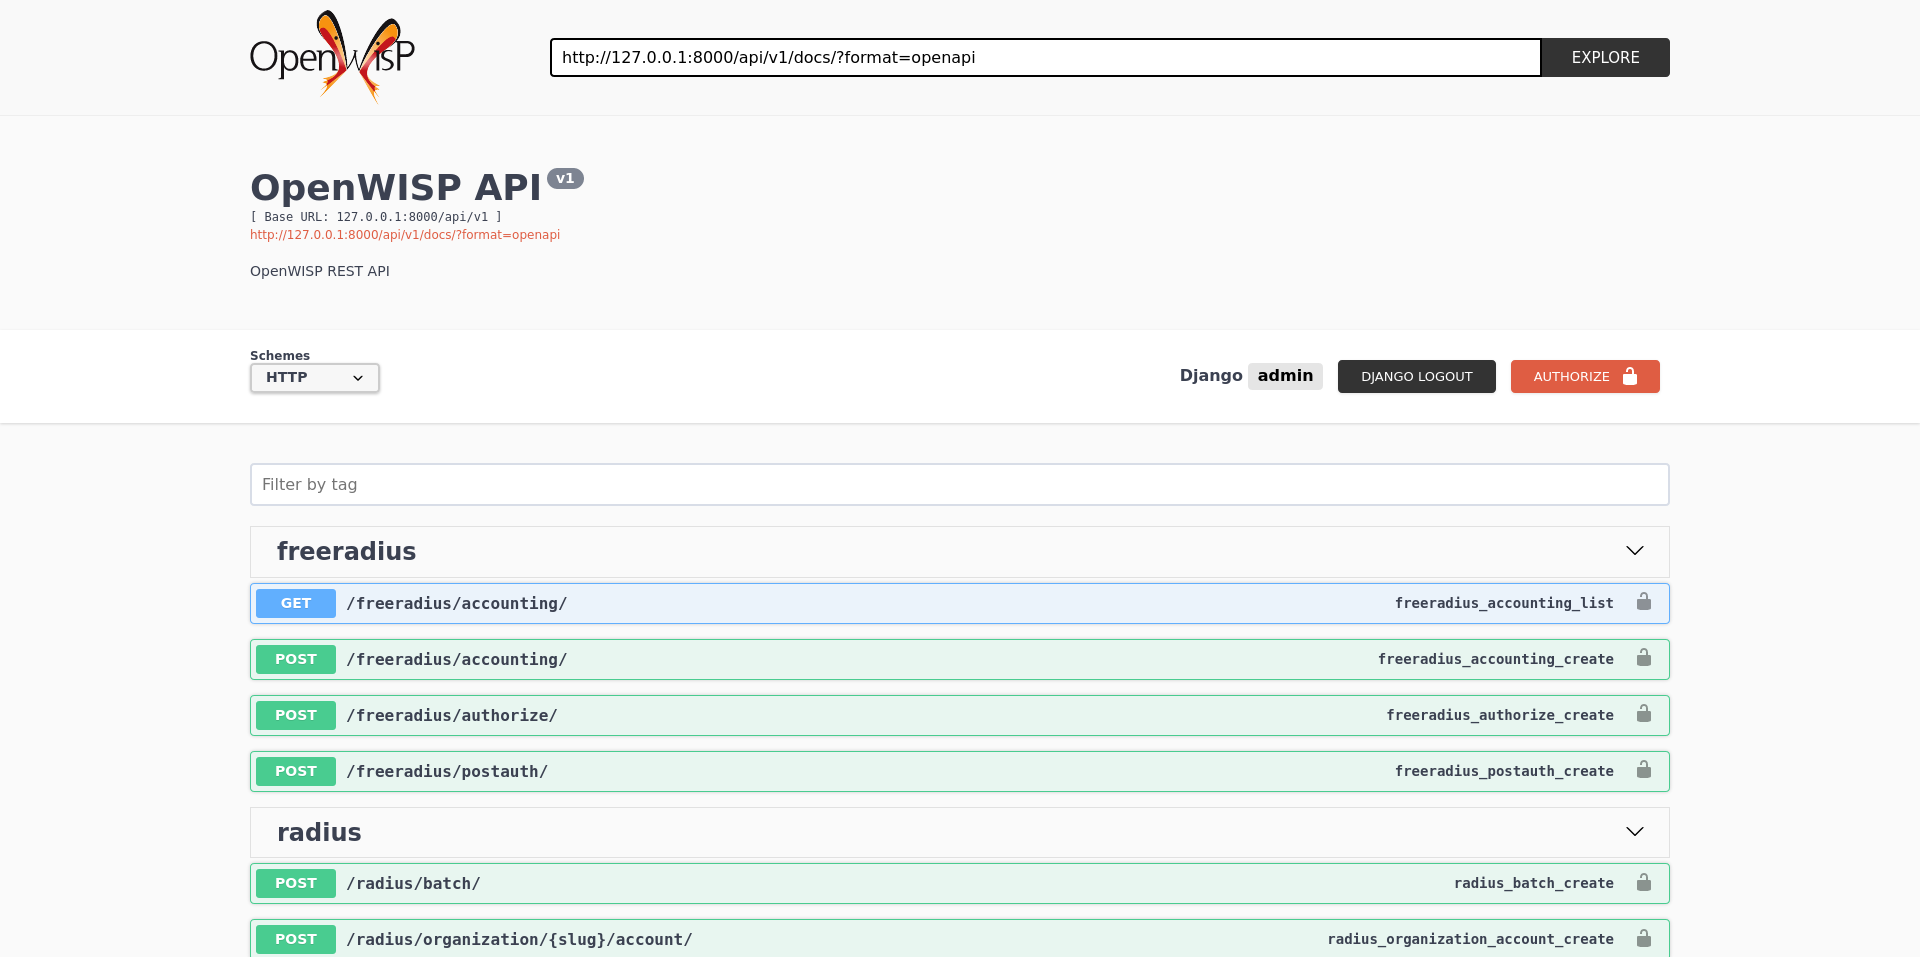 OpenWISP
http://127.0.0.1:8000/api/v1/docs/?format=openapi
EXPLORE
OpenWISP API v1
[ Base URL: 127.0.0.1:8000/api/v1 ]
http://127.0.0.1:8000/api/v1/docs/?format=openapi
OpenWISP REST API
Schemes
HTTP
Django admin
DJANGO LOGOUT
AUTHORIZE
Filter by tag
freeradius
GET /freeradius/accounting/ freeradius_accounting_list
POST /freeradius/accounting/ freeradius_accounting_create
POST /freeradius/authorize/ freeradius_authorize_create
POST /freeradius/postauth/ freeradius_postauth_create
radius
POST /radius/batch/ radius_batch_create
POST /radius/organization/{slug}/account/ radius_organization_account_create